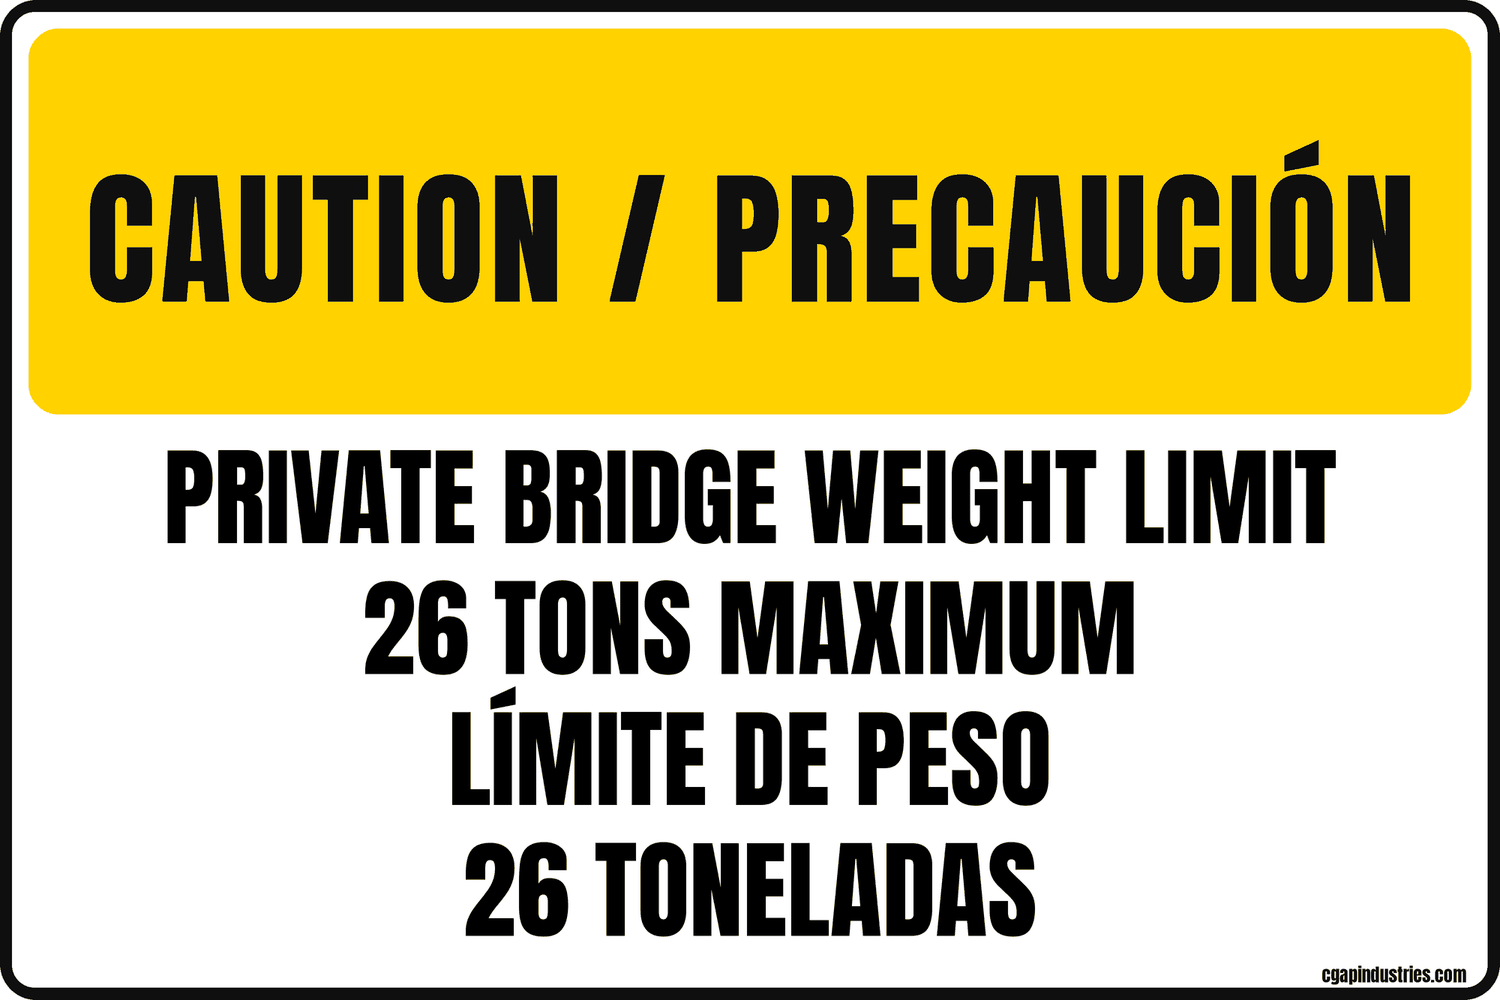 CAUTION / PRECAUCIÓN
PRIVATE BRIDGE WEIGHT LIMIT
26 TONS MAXIMUM
LÍMITE DE PESO
26 TONELADAS
cgapindustries.com